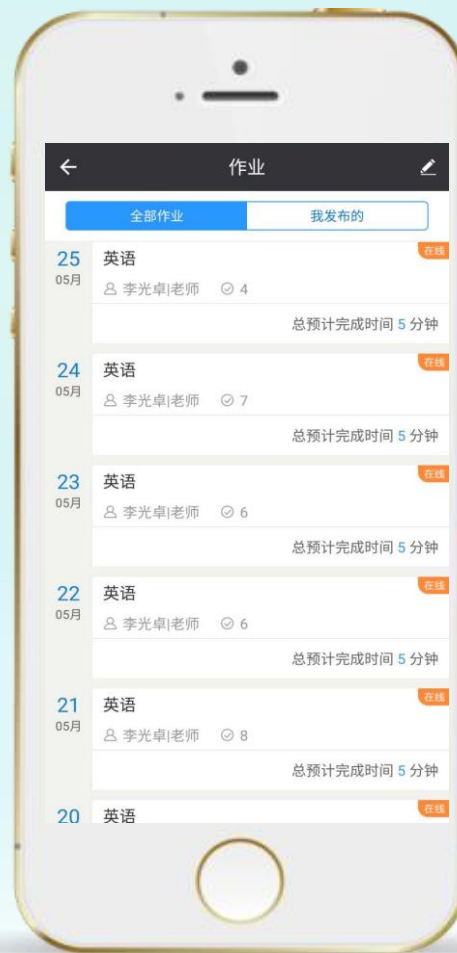 作业
全部作业
我发布的
25
05月
英语
在线
李光卓|老师 4
总预计完成时间 5 分钟
24
05月
英语
在线
李光卓|老师 7
总预计完成时间 5 分钟
23
05月
英语
在线
李光卓|老师 6
总预计完成时间 5 分钟
22
05月
英语
在线
李光卓|老师 6
总预计完成时间 5 分钟
21
05月
英语
在线
李光卓|老师 8
总预计完成时间 5 分钟
20
英语
在线